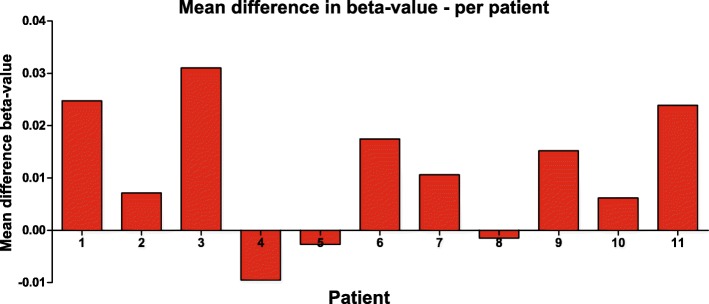 Mean difference in beta-value - per patient
Mean difference beta-value
0.04
0.03
0.02
0.01
0.00
-0.01
1 2 3 4 5 6 7 8 9 10 11
Patient